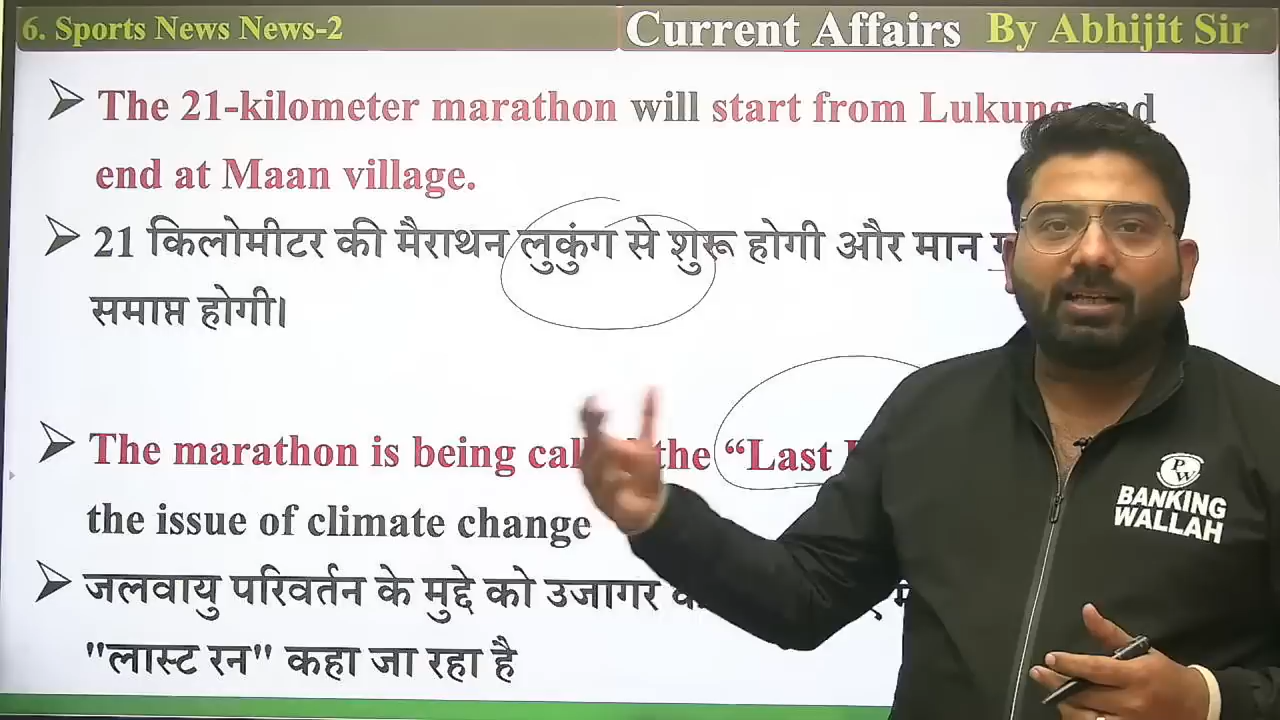 6. Sports News News-2
Current Affairs By Abhijit Sir
The 21-kilometer marathon will start from Lukung and
end at Maan village.
21 किलोमीटर की मैराथन लुकुंग से शुरू होगी और मान
समाप्त होगी।
The marathon is being the “Last
the issue of climate change
जलवायु परिवर्तन के मुद्दे को उजागर
"लास्ट रन" कहा जा रहा है
PW
BANKING
WALLAH